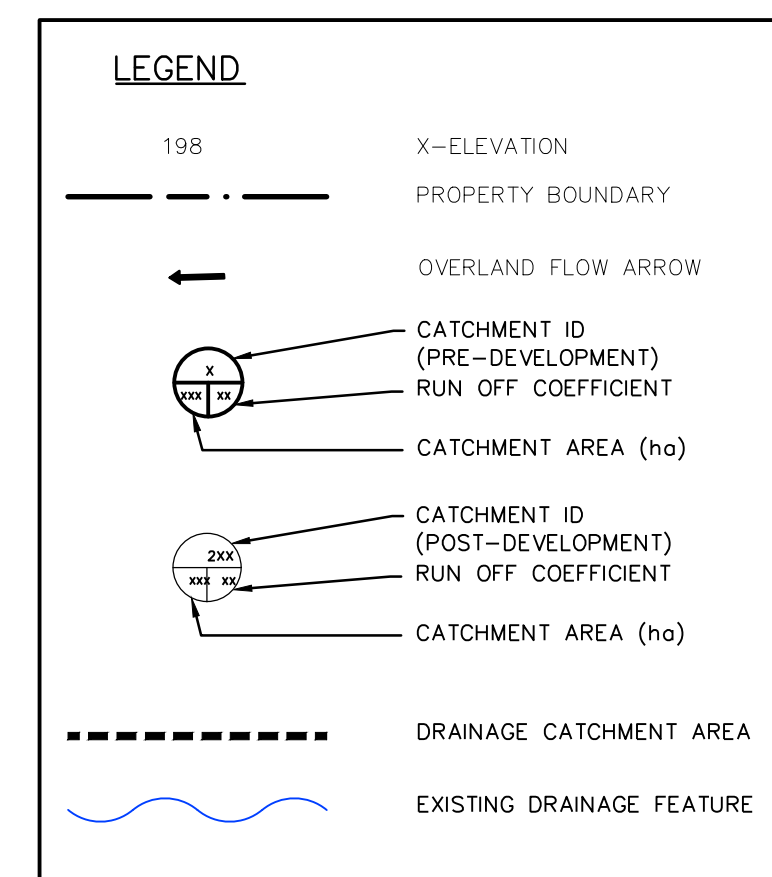 LEGEND
198 X-ELEVATION
PROPERTY BOUNDARY
OVERLAND FLOW ARROW
CATCHMENT ID
(PRE-DEVELOPMENT)
X
xxx xx RUN OFF COEFFICIENT
CATCHMENT AREA (ha)
CATCHMENT ID
(POST-DEVELOPMENT)
2XX
xxx xx RUN OFF COEFFICIENT
CATCHMENT AREA (ha)
DRAINAGE CATCHMENT AREA
EXISTING DRAINAGE FEATURE